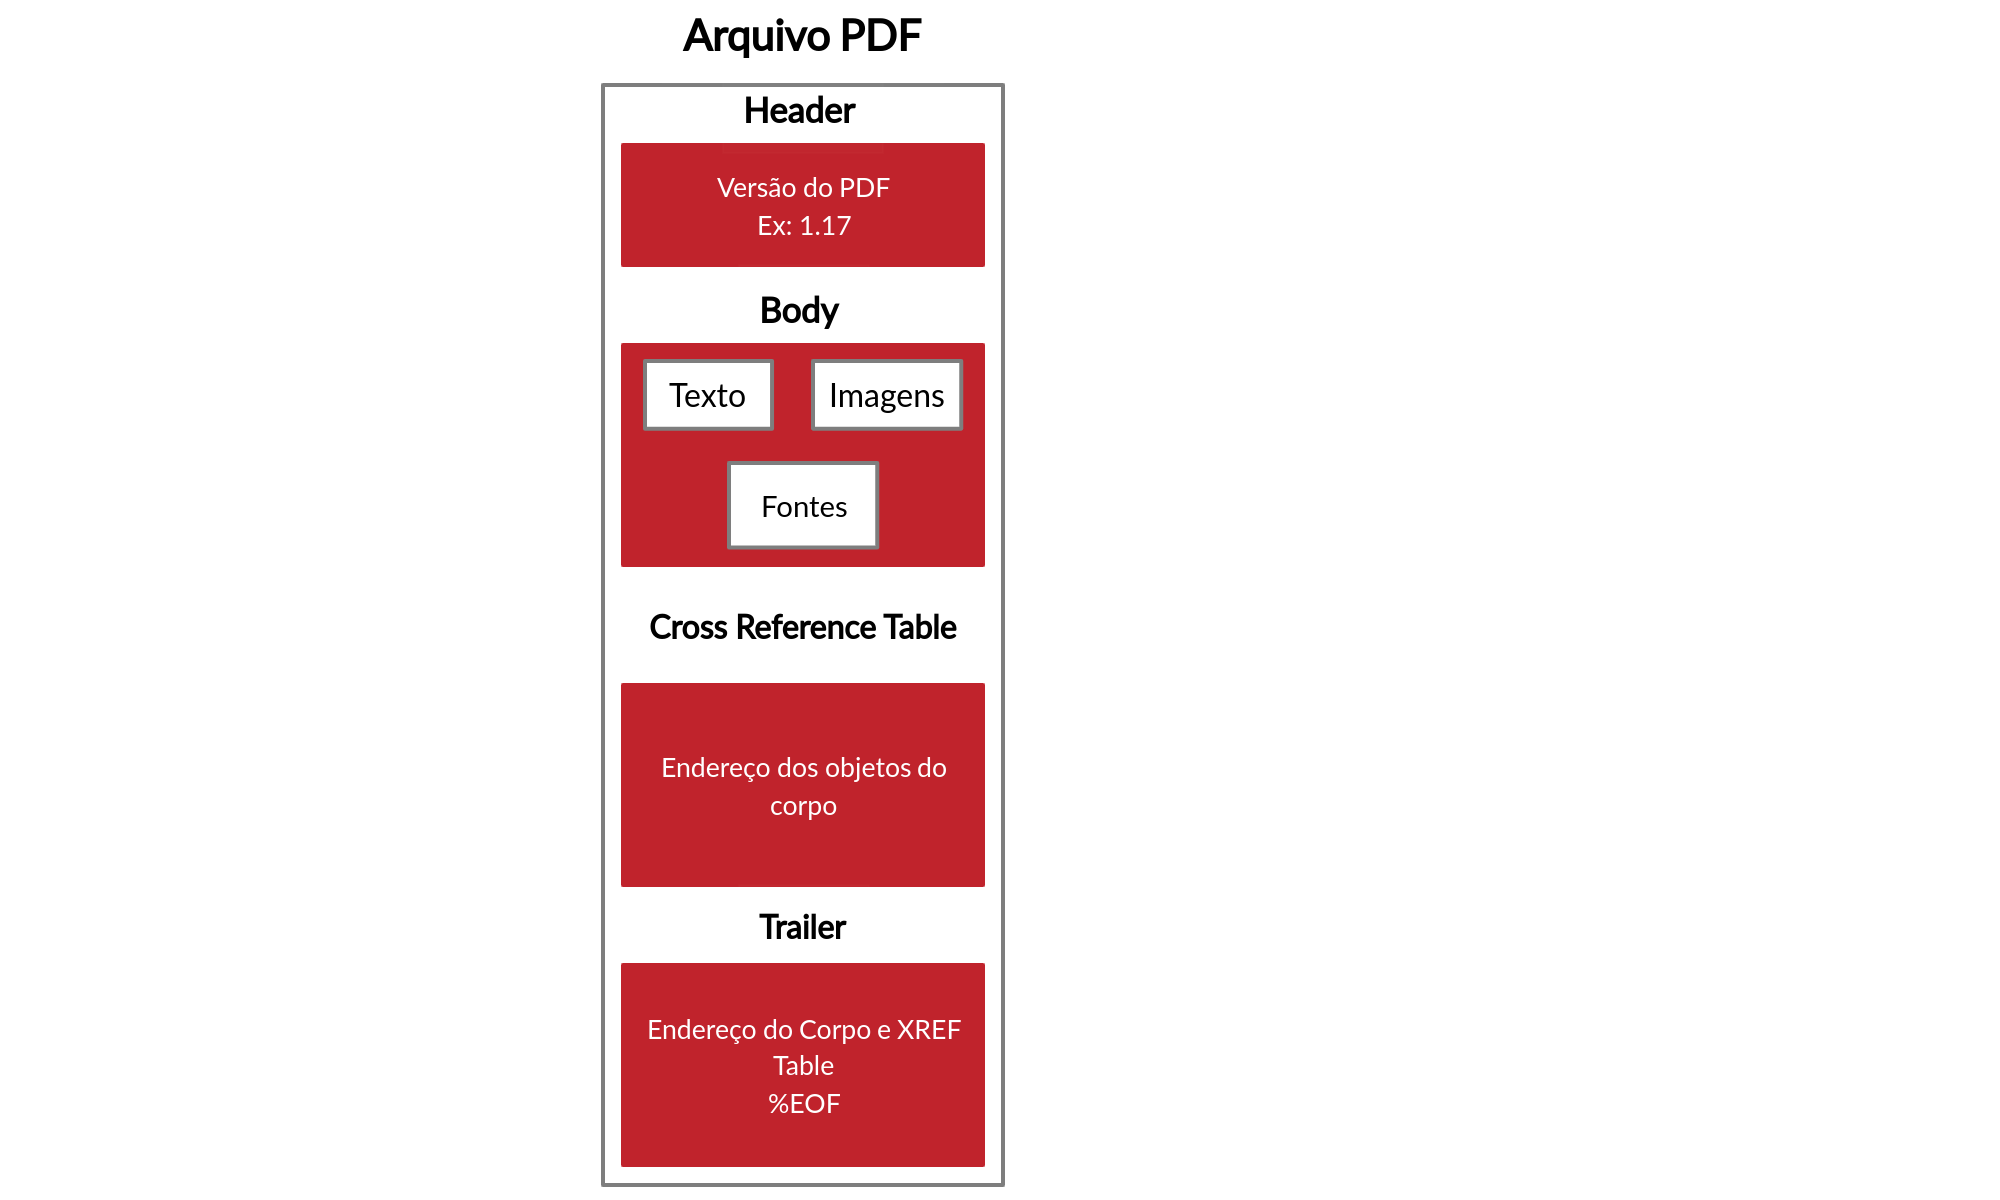 Arquivo PDF
Header
Versão do PDF
Ex: 1.17
Body
Texto
Imagens
Fontes
Cross Reference Table
Endereço dos objetos do
corpo
Trailer
Endereço do Corpo e XREF
Table
%EOF